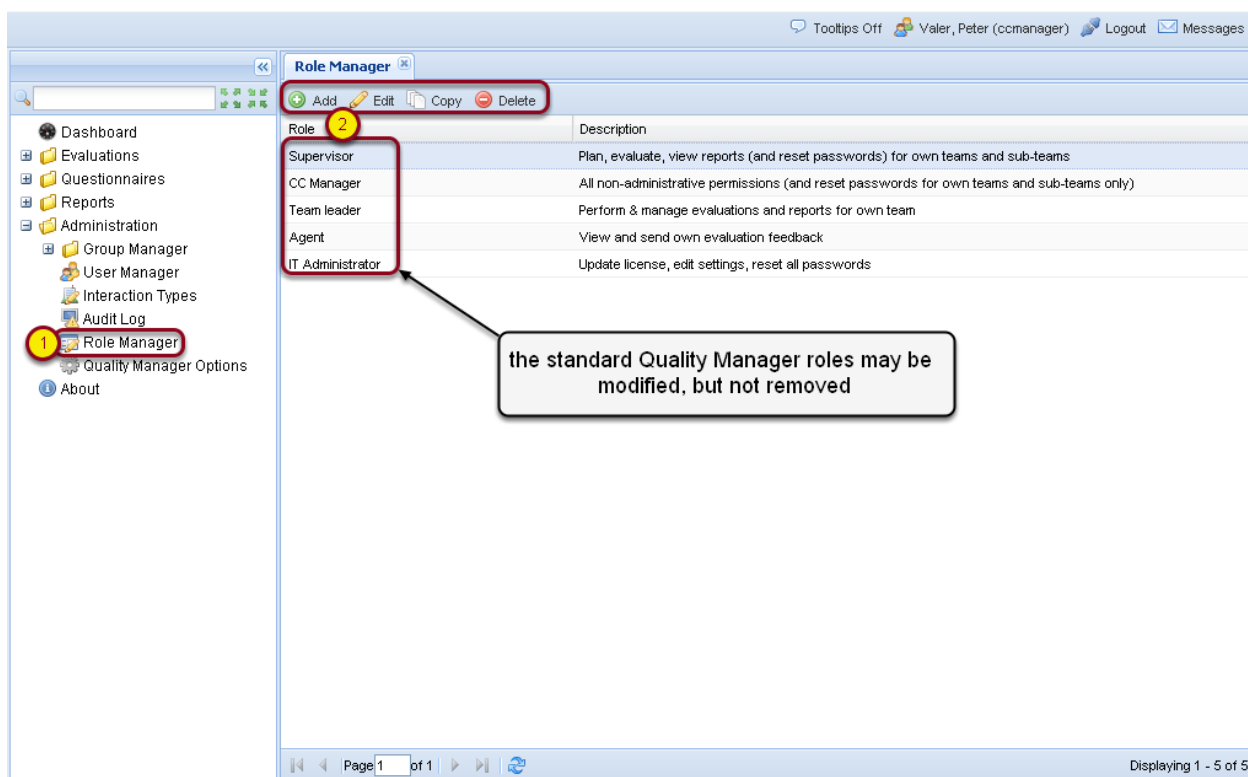 Tooltips Off Valer, Peter (ccmanager) Logout Messages
Role Manager
Add Edit Copy Delete
Role 2 Description
Supervisor Plan, evaluate, view reports (and reset passwords) for own teams and sub-teams
CC Manager All non-administrative permissions (and reset passwords for own teams and sub-teams only)
Team leader Perform & manage evaluations and reports for own team
Agent View and send own evaluation feedback
IT Administrator Update license, edit settings, reset all passwords
Dashboard
Evaluations
Questionnaires
Reports
Administration
Group Manager
User Manager
Interaction Types
Audit Log
1 Role Manager
Quality Manager Options
About
the standard Quality Manager roles may be
modified, but not removed
Page 1 of 1 Displaying 1 - 5 of 5